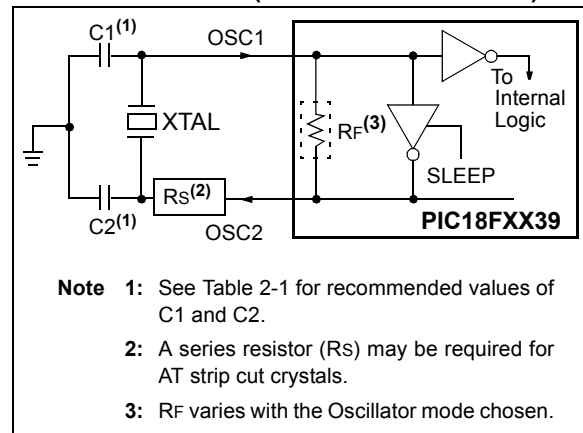 C1(1)
OSC1
To
Internal
Logic
XTAL
RF(3)
SLEEP
C2(1)
RS(2)
OSC2
PIC18FXX39
Note 1: See Table 2-1 for recommended values of
C1 and C2.
2: A series resistor (RS) may be required for
AT strip cut crystals.
3: RF varies with the Oscillator mode chosen.